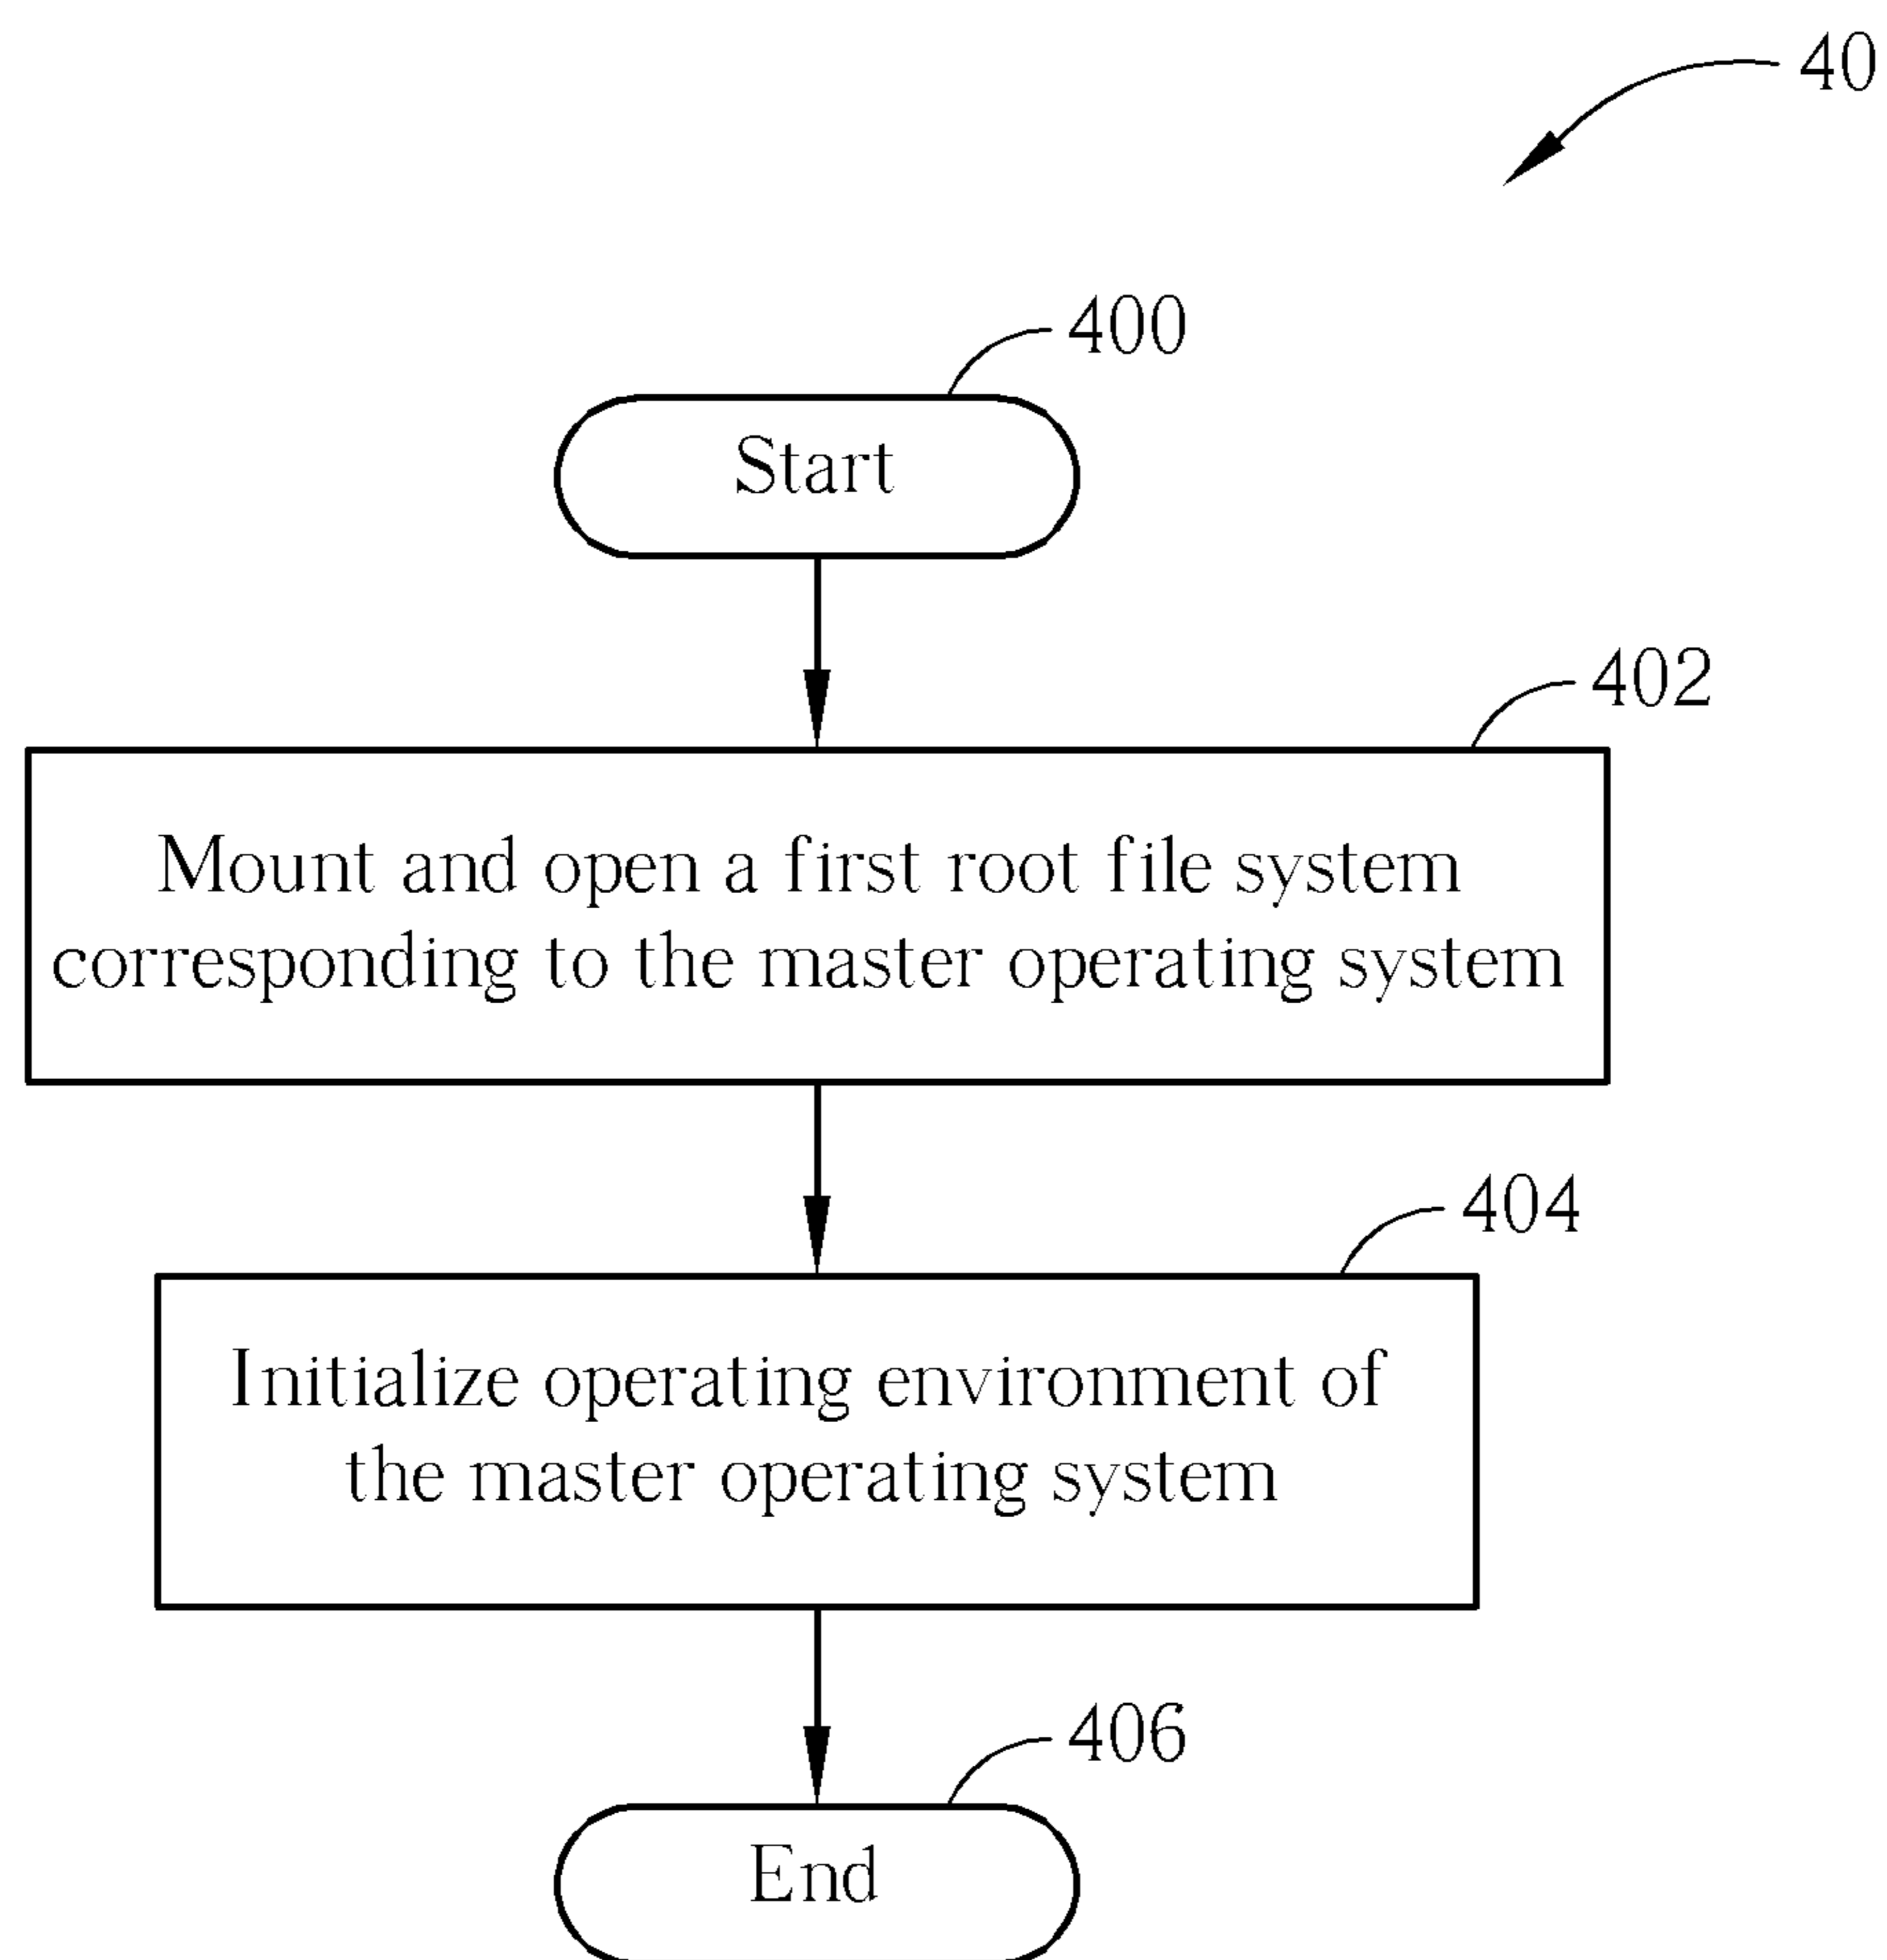 40
400
Start
402
Mount and open a first root file system
corresponding to the master operating system
404
Initialize operating environment of
the master operating system
406
End